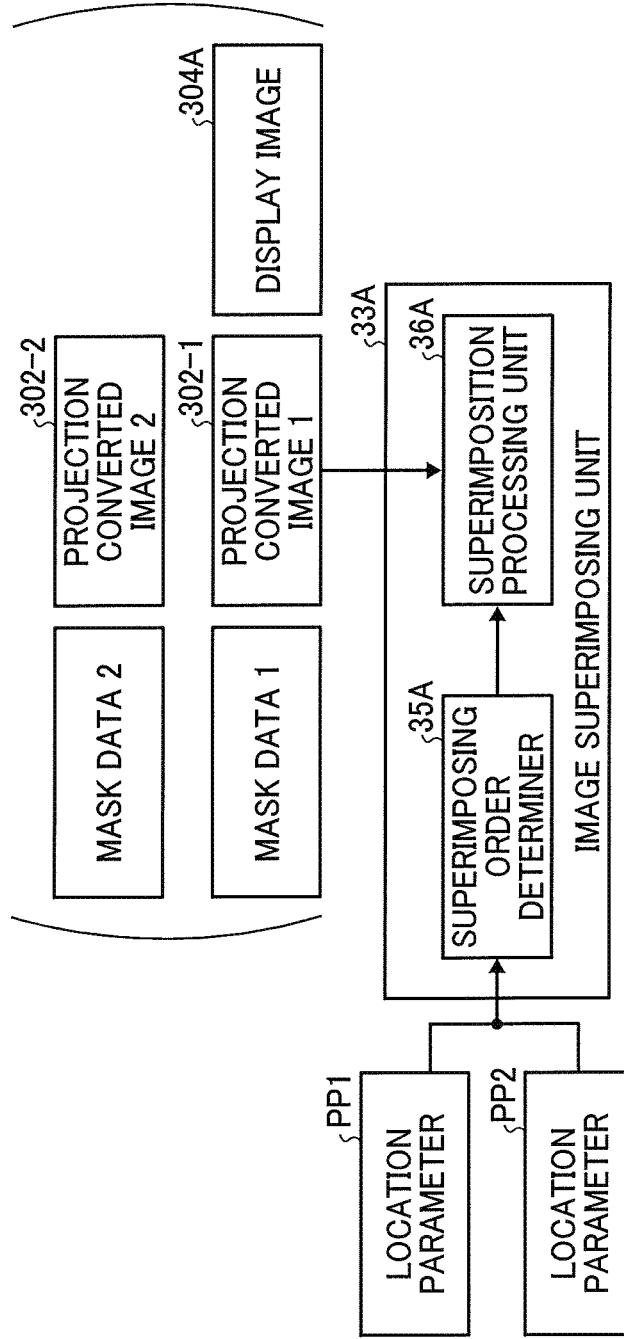 MASK DATA 2
302-2
PROJECTION
CONVERTED
IMAGE 2
MASK DATA 1
302-1
PROJECTION
CONVERTED
IMAGE 1
304A
DISPLAY IMAGE
PP1
LOCATION
PARAMETER
PP2
LOCATION
PARAMETER
33A
35A
SUPERIMPOSING
ORDER
DETERMINER
36A
SUPERIMPOSITION
PROCESSING UNIT
IMAGE SUPERIMPOSING UNIT